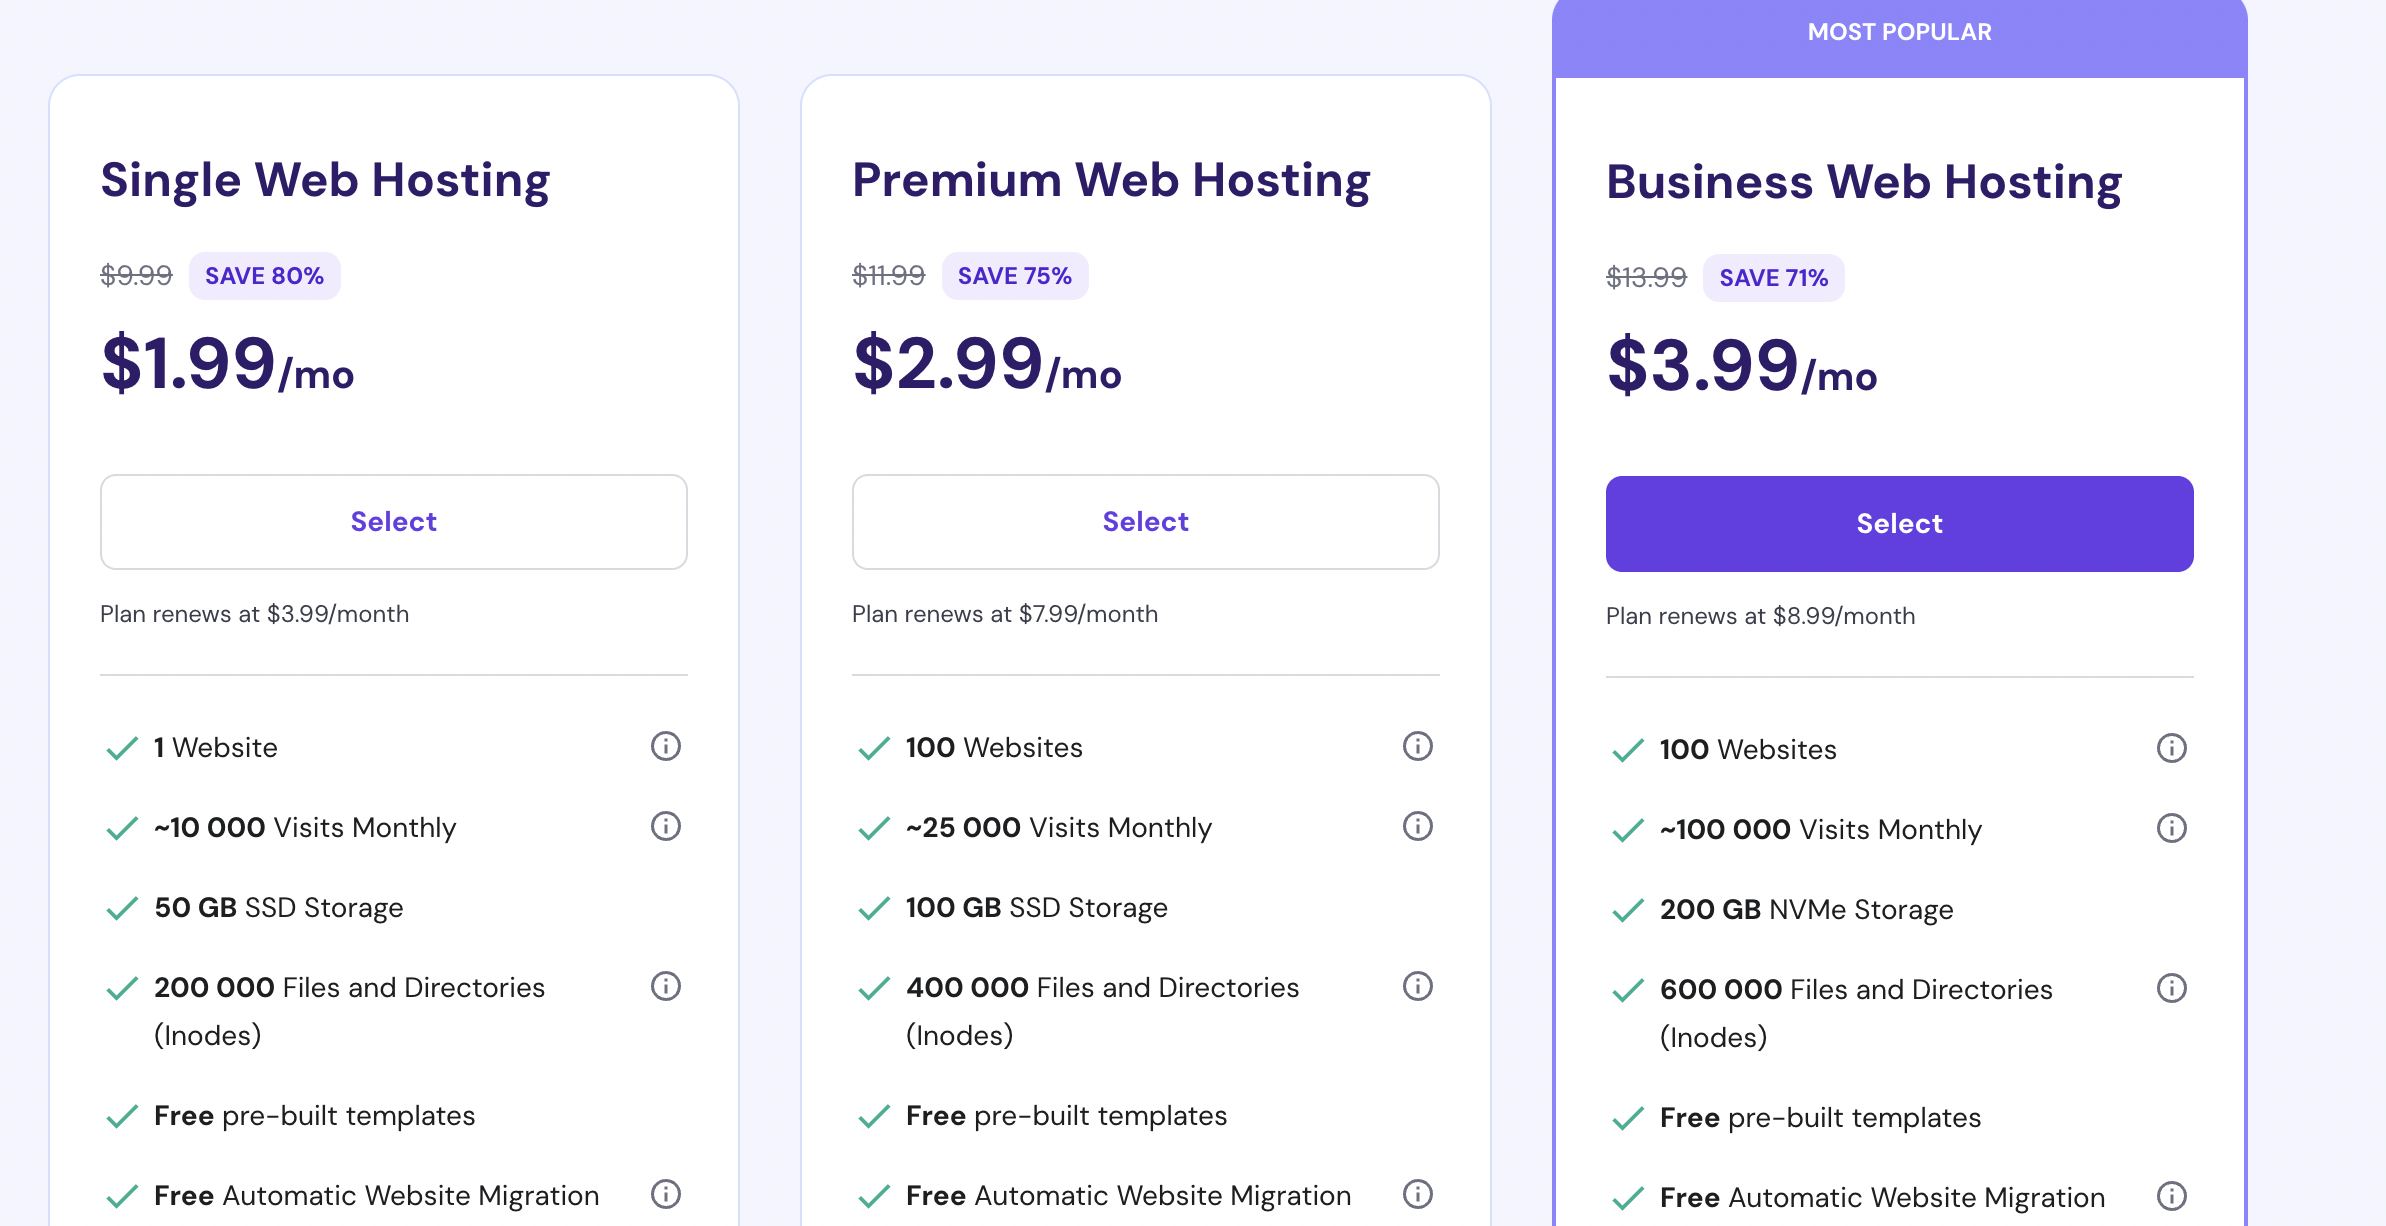 MOST POPULAR
Single Web Hosting
$9.99 SAVE 80%
$1.99/mo
Select
Plan renews at $3.99/month
1 Website
~10 000 Visits Monthly
50 GB SSD Storage
200 000 Files and Directories
(Inodes)
Free pre-built templates
Free Automatic Website Migration
Premium Web Hosting
$11.99 SAVE 75%
$2.99/mo
Select
Plan renews at $7.99/month
100 Websites
~25 000 Visits Monthly
100 GB SSD Storage
400 000 Files and Directories
(Inodes)
Free pre-built templates
Free Automatic Website Migration
Business Web Hosting
$13.99 SAVE 71%
$3.99/mo
Select
Plan renews at $8.99/month
100 Websites
~100 000 Visits Monthly
200 GB NVMe Storage
600 000 Files and Directories
(Inodes)
Free pre-built templates
Free Automatic Website Migration